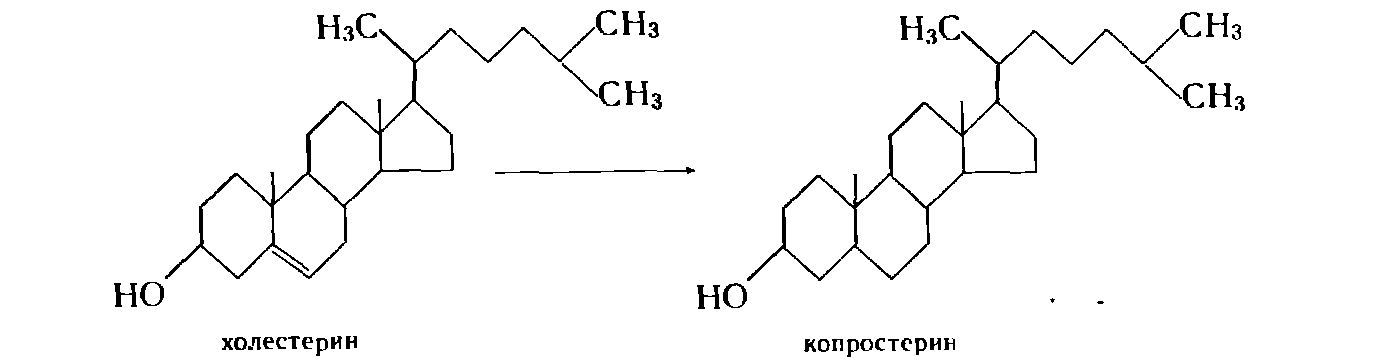 H₃C CH₃ H₃C CH₃
CH₃ CH₃
HO HO
холестерин копростерин